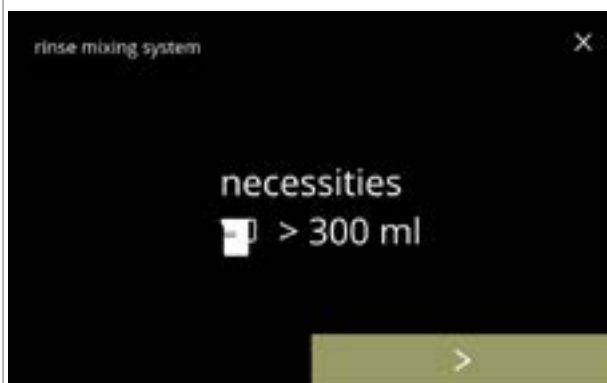 rinse mixing system
necessities
> 300 ml
>